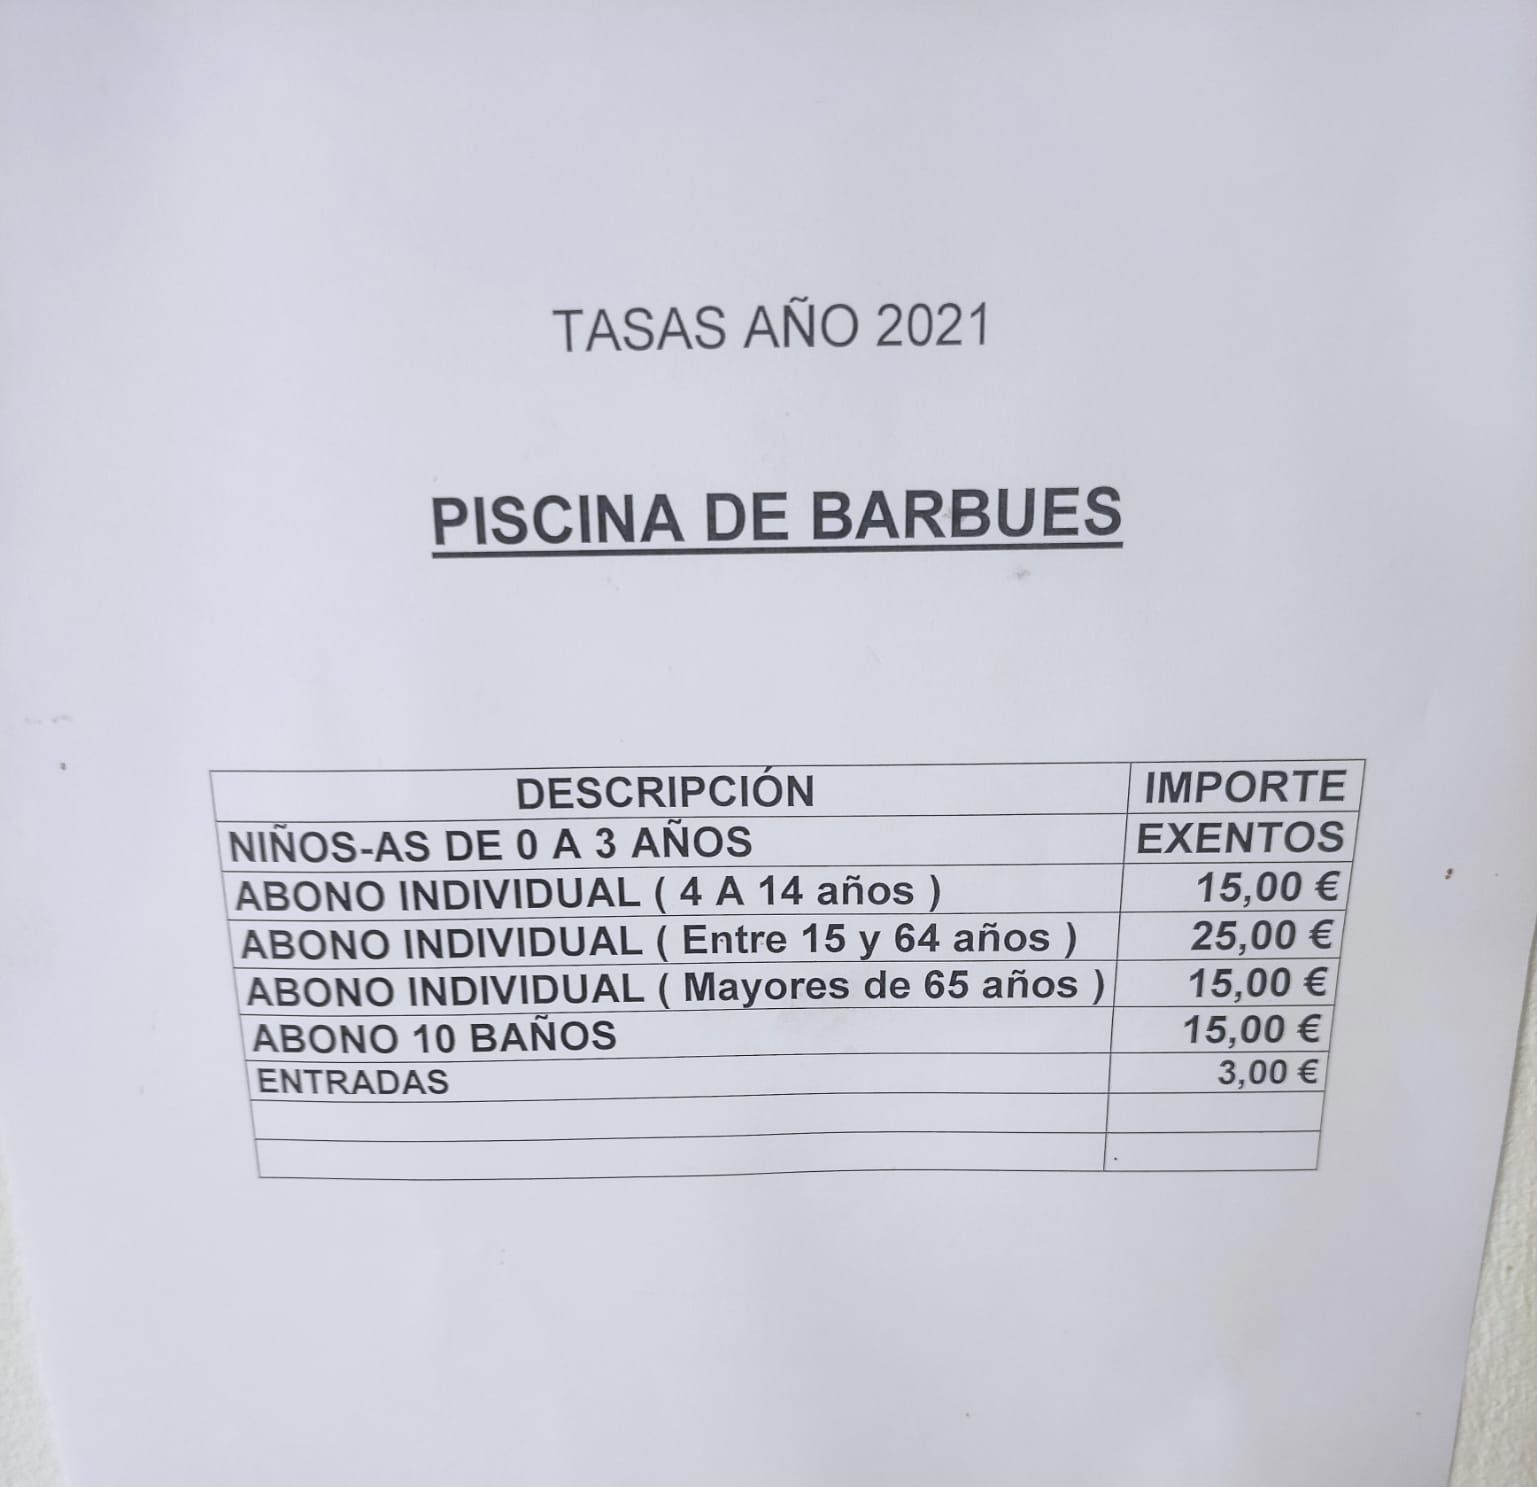 TASAS AÑO 2021
PISCINA DE BARBUES
DESCRIPCIÓN IMPORTE
NIÑOS-AS DE 0 A 3 AÑOS EXENTOS
ABONO INDIVIDUAL ( 4 A 14 años ) 15,00 €
ABONO INDIVIDUAL ( Entre 15 y 64 años ) 25,00 €
ABONO INDIVIDUAL ( Mayores de 65 años ) 15,00 €
ABONO 10 BAÑOS 15,00 €
ENTRADAS 3,00 €